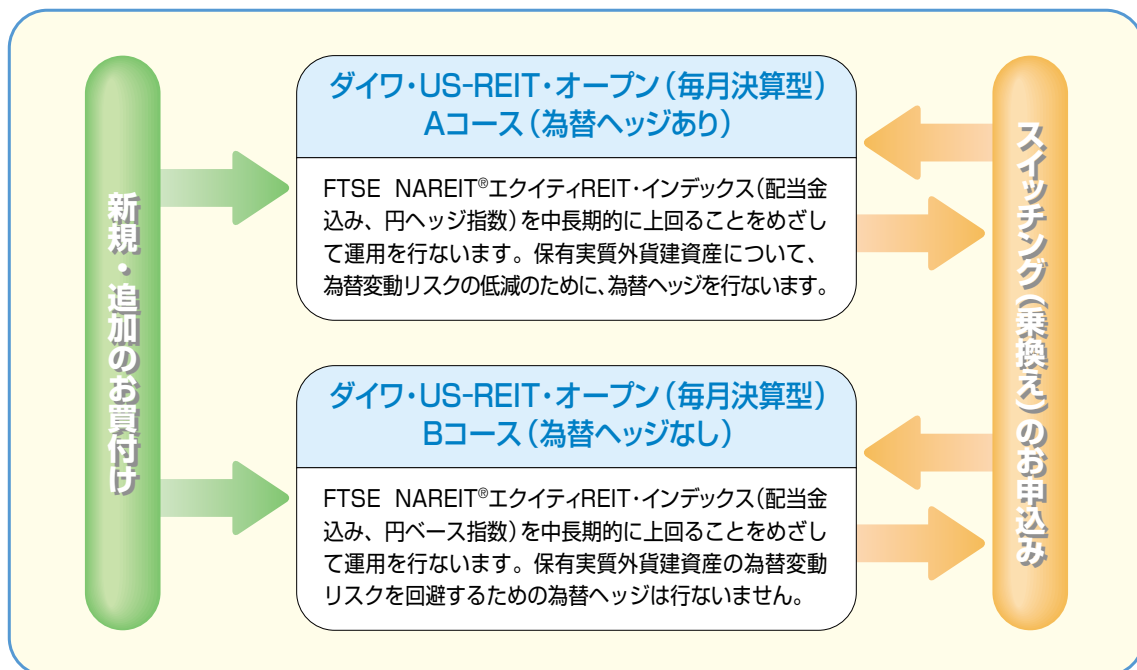 新規・追加のお買付け
ダイワ・US-REIT・オープン（毎月決算型）
Aコース（為替ヘッジあり）
FTSE NAREIT®エクイティREIT・インデックス（配当金
込み、円ヘッジ指数）を中長期的に上回ることをめざし
て運用を行ないます。保有実質外貨建資産について、
為替変動リスクの低減のために、為替ヘッジを行ないます。
ダイワ・US-REIT・オープン（毎月決算型）
Bコース（為替ヘッジなし）
FTSE NAREIT®エクイティREIT・インデックス（配当金
込み、円ベース指数）を中長期的に上回ることをめざし
て運用を行ないます。保有実質外貨建資産の為替変動
リスクを回避するための為替ヘッジは行ないません。
スイッチング（乗換え）のお申込み